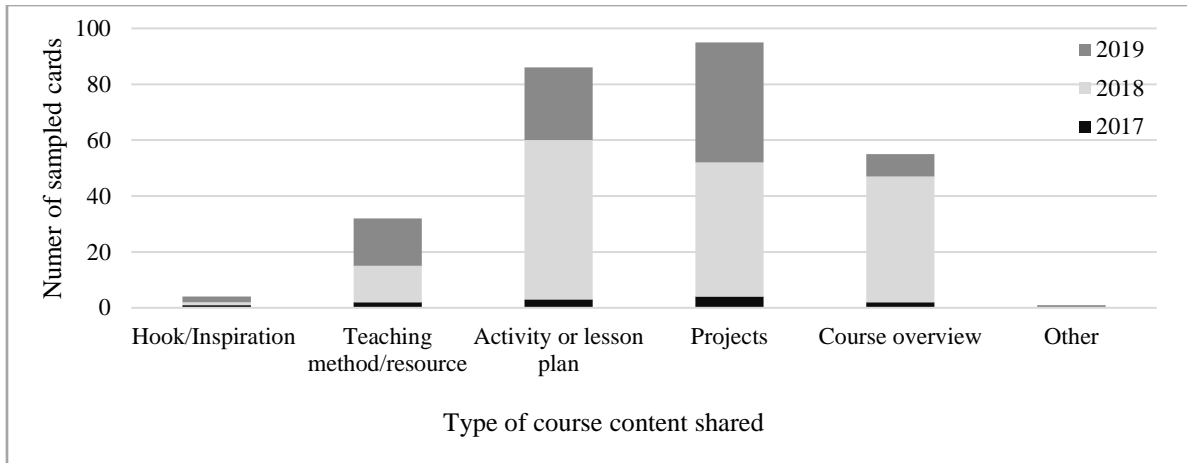 100
80
60
40
20
0
Numer of sampled cards
2019
2018
2017
Hook/Inspiration
Teaching
method/resource
Activity or lesson
plan
Projects
Course overview
Other
Type of course content shared